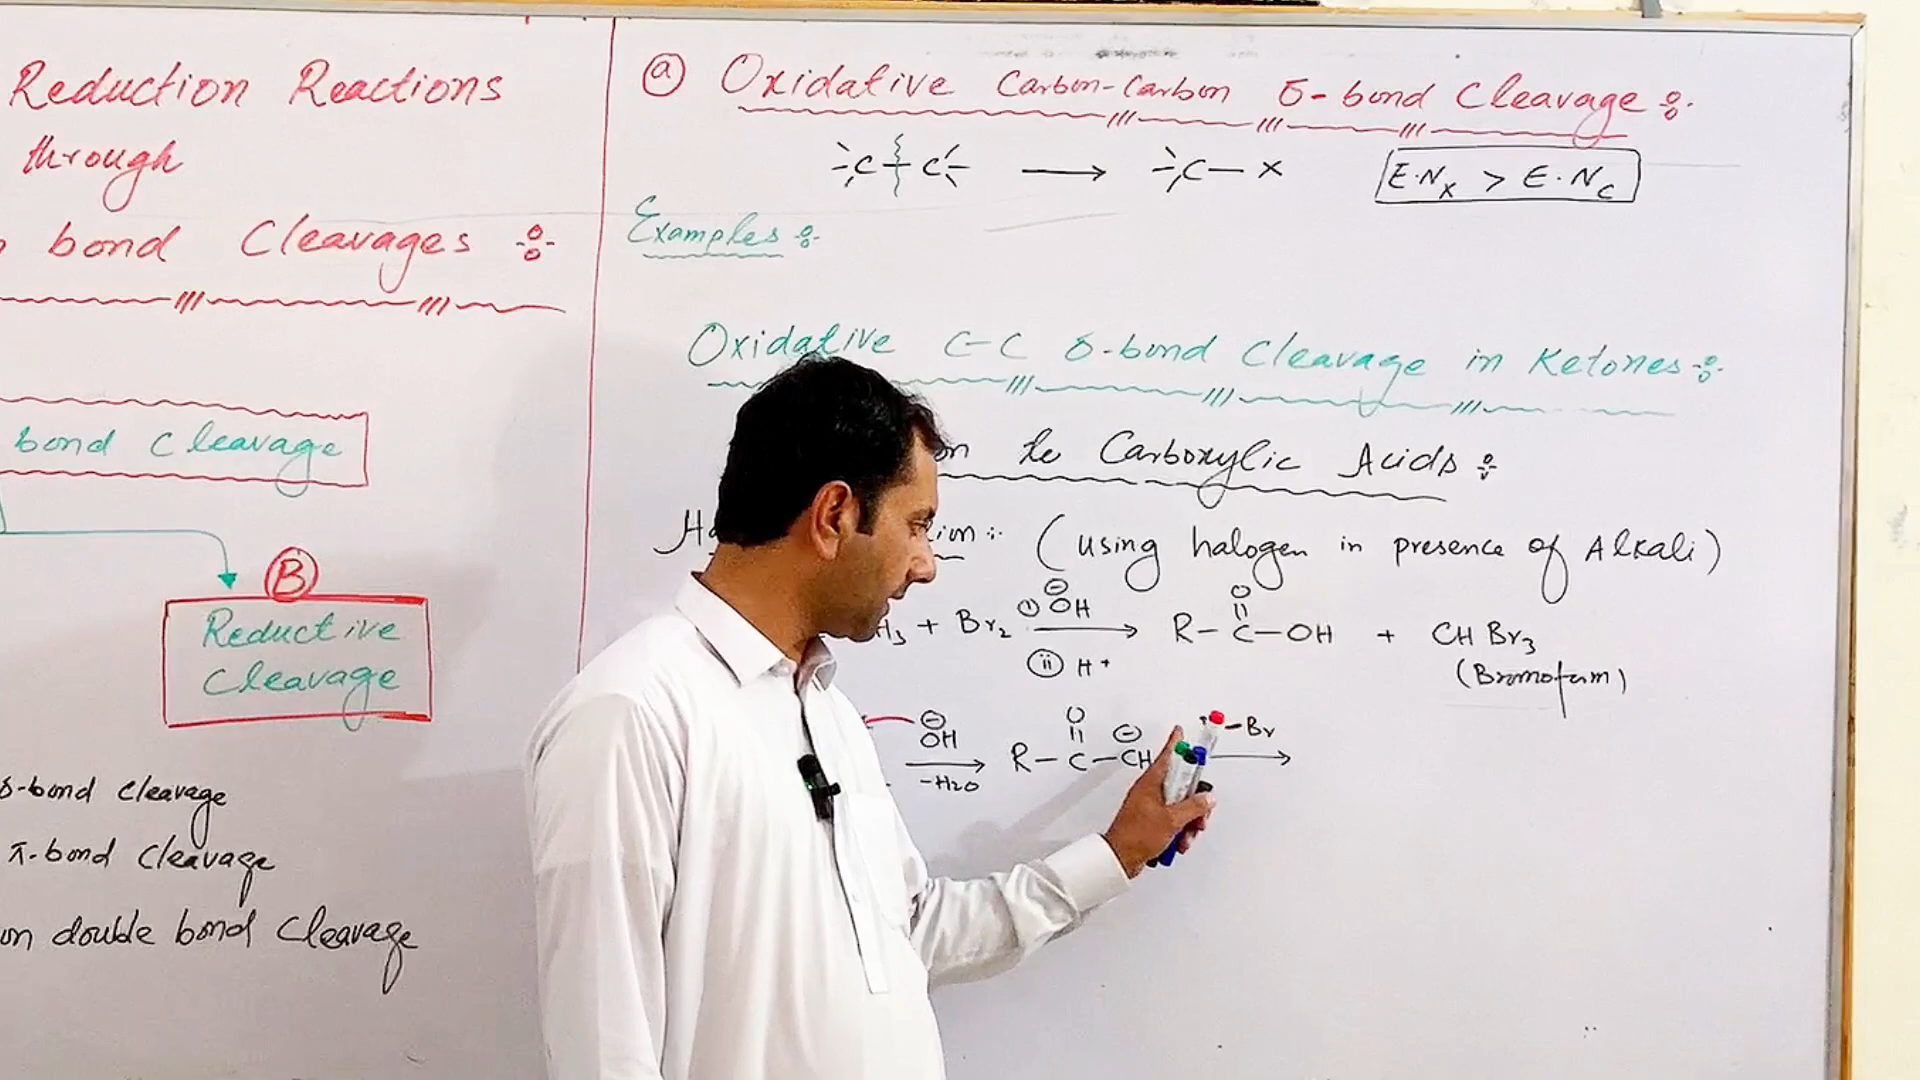 Reduction Reactions
through
bond Cleavages
bond Cleavage
B
Reductive
Cleavage
σ-bond Cleavage
π-bond Cleavage
on double bond Cleavage
(a) Oxidative Carbon-Carbon σ-bond Cleavage
C C → C-X E.Nx > E.Nc
Examples
Oxidative C-C σ-bond Cleavage in Ketones
to Carboxylic Acids
(using halogen in presence of Alkali)
+ Br2 (i) ⊖OH (ii) H+ → R-C(=O)-OH + CHBr3
(Bromoform)
⊖OH -H2O → R-C(=O)-⊖CH -Br →